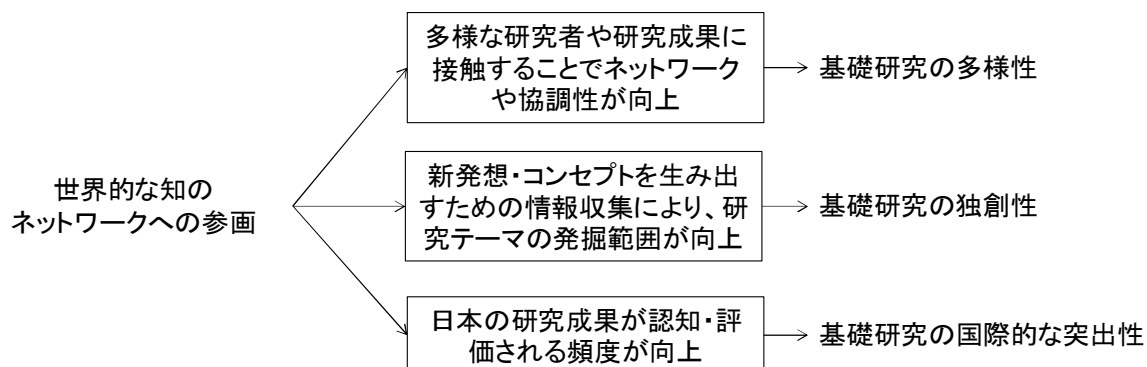 世界的な知の
ネットワークへの参画
多様な研究者や研究成果に
接触することでネットワーク
や協調性が向上
基礎研究の多様性
新発想・コンセプトを生み出
すための情報収集により、研
究テーマの発掘範囲が向上
基礎研究の独創性
日本の研究成果が認知・評
価される頻度が向上
基礎研究の国際的な突出性